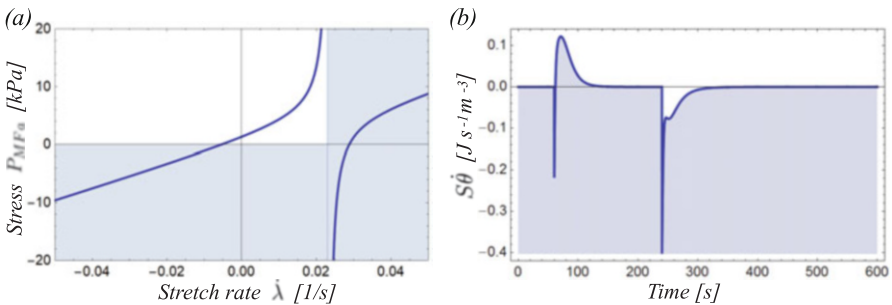 (a)
20
10
0
−10
−20
−0.04 −0.02 0.00 0.02 0.04
Stress P_MFa [kPa]
Stretch rate λ̇ [1/s]
(b)
0.1
0.0
−0.1
−0.2
−0.3
−0.4
0 100 200 300 400 500 600
Sθ̇ [J s⁻¹m⁻³]
Time [s]